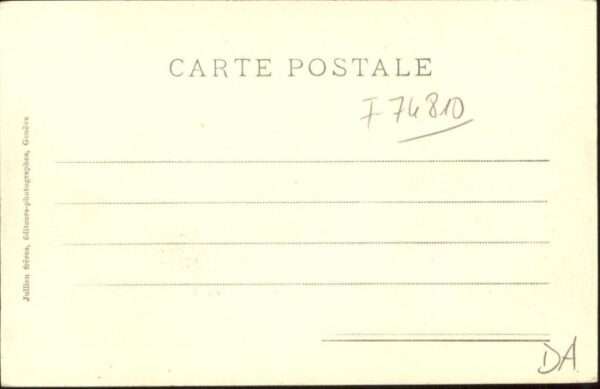 CARTE POSTALE
F 74810
Jullien frères, éditeurs-photographes, Genève
DA